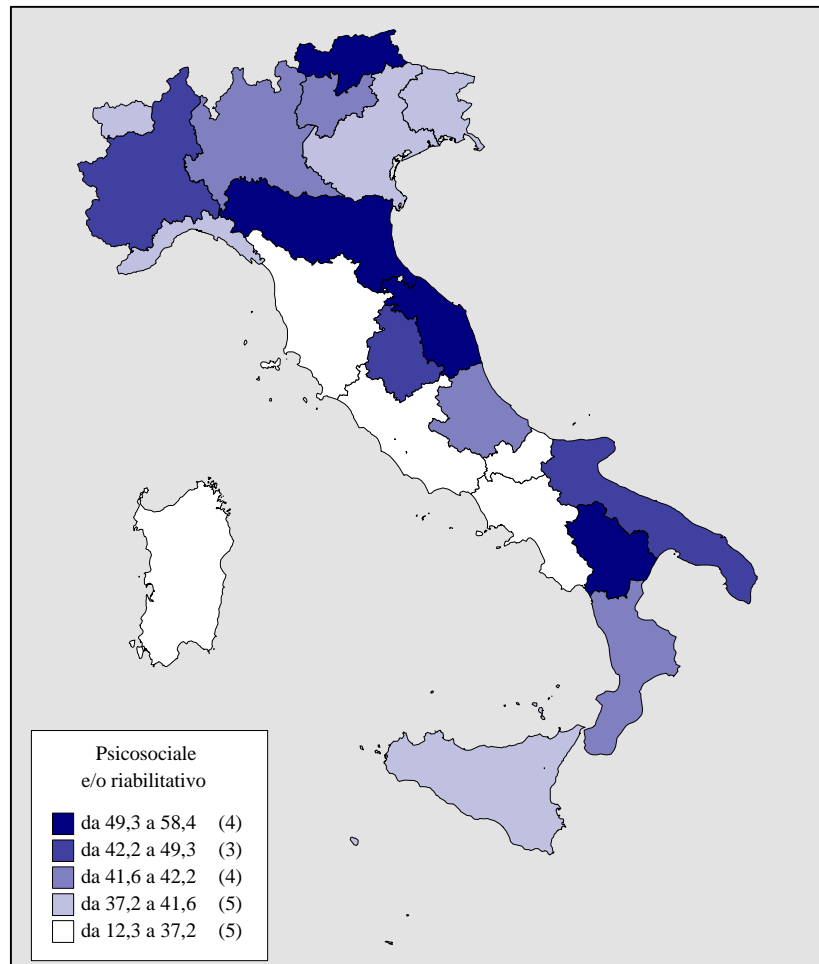 Psicosociale
e/o riabilitativo
da 49,3 a 58,4 (4)
da 42,2 a 49,3 (3)
da 41,6 a 42,2 (4)
da 37,2 a 41,6 (5)
da 12,3 a 37,2 (5)